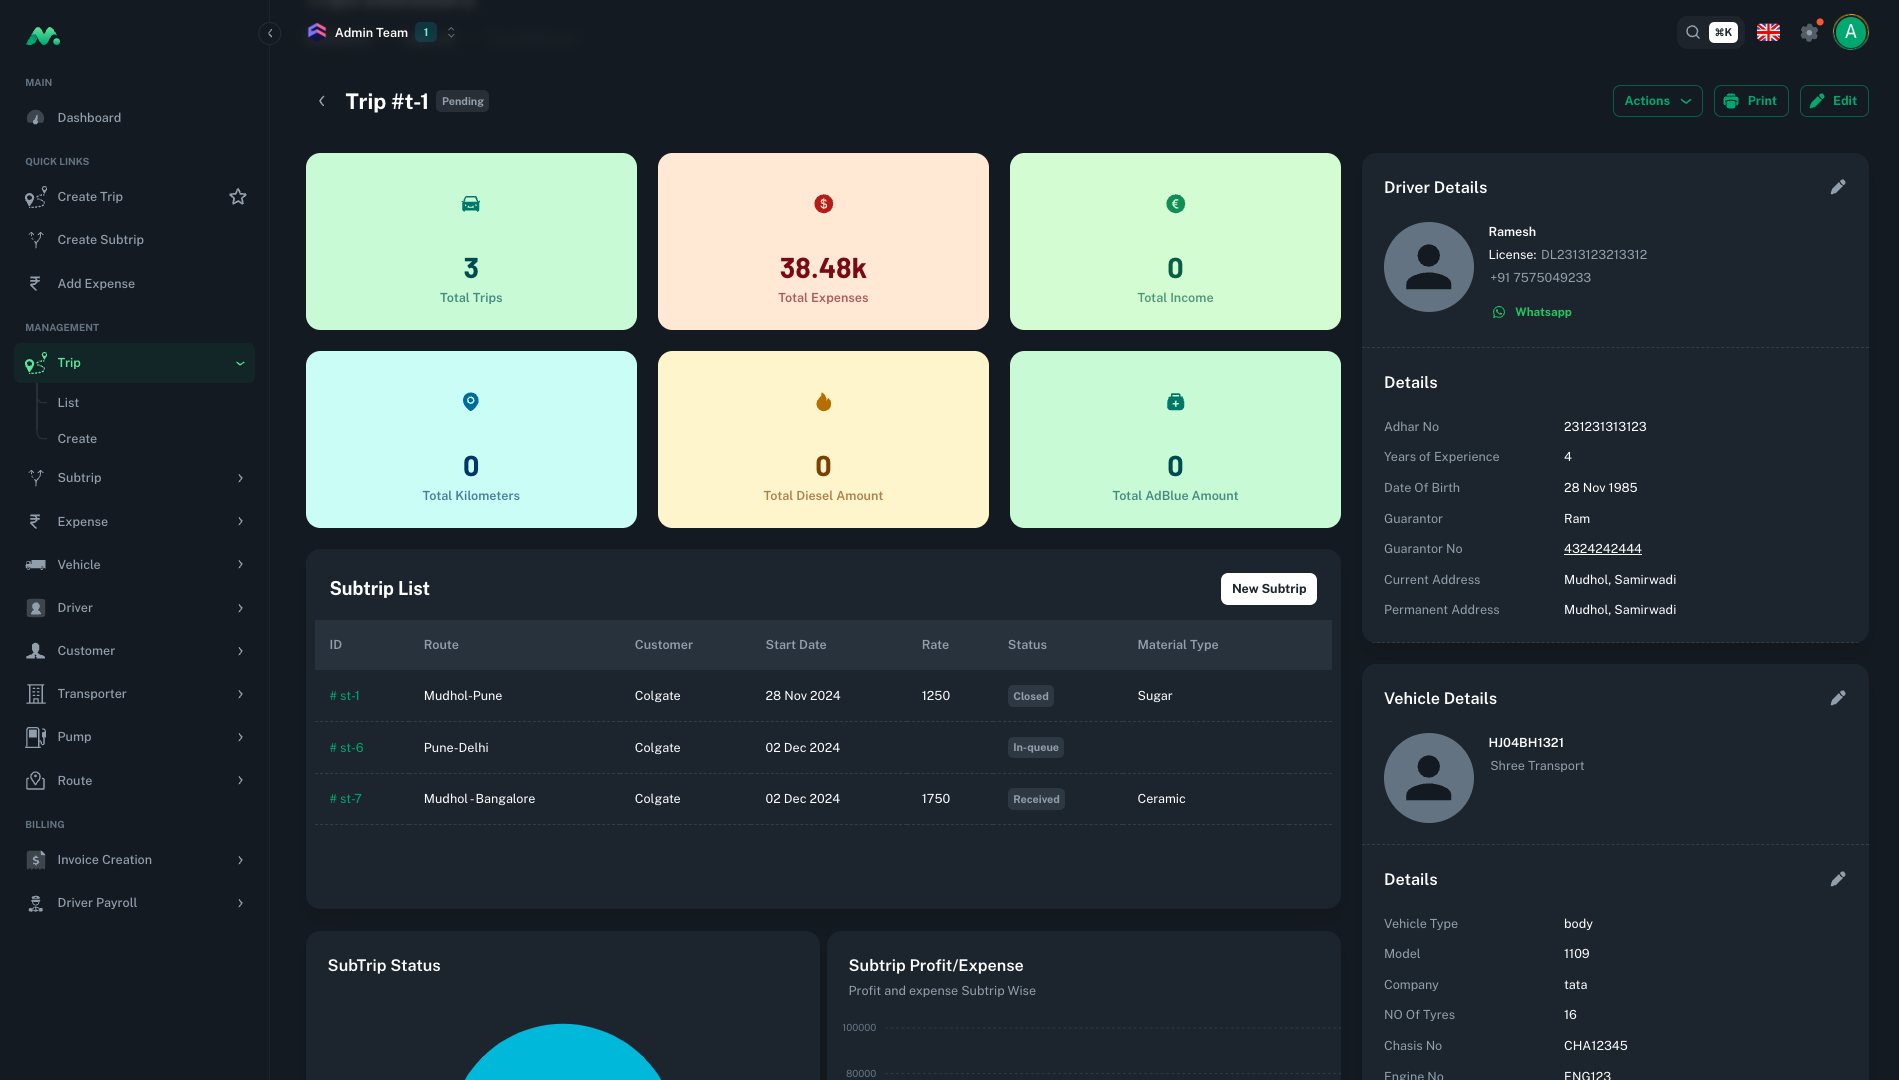 Admin Team 1
⌘K
A
MAIN
Dashboard
QUICK LINKS
Create Trip
Create Subtrip
Add Expense
MANAGEMENT
Trip
List
Create
Subtrip
Expense
Vehicle
Driver
Customer
Transporter
Pump
Route
BILLING
Invoice Creation
Driver Payroll
Trip #t-1 Pending
Actions
Print
Edit
3
Total Trips
38.48k
Total Expenses
0
Total Income
0
Total Kilometers
0
Total Diesel Amount
0
Total AdBlue Amount
Subtrip List
New Subtrip
ID Route Customer Start Date Rate Status Material Type
# st-1 Mudhol-Pune Colgate 28 Nov 2024 1250 Closed Sugar
# st-6 Pune-Delhi Colgate 02 Dec 2024 In-queue
# st-7 Mudhol - Bangalore Colgate 02 Dec 2024 1750 Received Ceramic
SubTrip Status
Subtrip Profit/Expense
Profit and expense Subtrip Wise
100000
80000
Driver Details
Ramesh
License: DL2313123213312
+91 7575049233
Whatsapp
Details
Adhar No 231231313123
Years of Experience 4
Date Of Birth 28 Nov 1985
Guarantor Ram
Guarantor No 4324242444
Current Address Mudhol, Samirwadi
Permanent Address Mudhol, Samirwadi
Vehicle Details
HJ04BH1321
Shree Transport
Details
Vehicle Type body
Model 1109
Company tata
NO Of Tyres 16
Chasis No CHA12345
Engine No ENG123